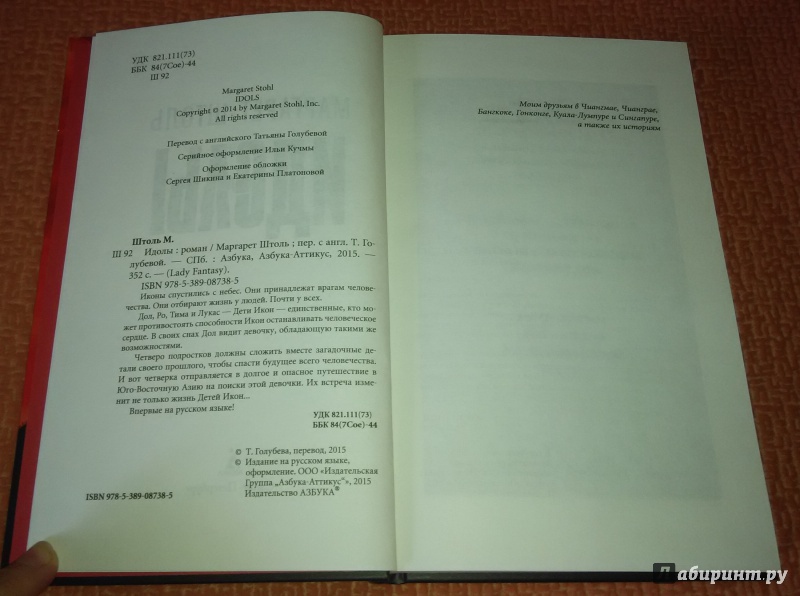 УДК 821.111(73)
ББК 84(7Сое)-44
Ш 92
Margaret Stohl
IDOLS
Copyright © 2014 by Margaret Stohl, Inc.
All rights reserved
Перевод с английского Татьяны Голубевой
Серийное оформление Ильи Кучмы
Оформление обложки
Сергея Шикина и Екатерины Платоновой
Штоль М.
Ш 92 Идолы : роман / Маргарет Штоль ; пер. с англ. Т. Го-
лубевой. — СПб. : Азбука, Азбука-Аттикус, 2015. —
352 с. — (Lady Fantasy).
ISBN 978-5-389-08738-5
Иконы спустились с небес. Они принадлежат врагам челове-
чества. Они отбирают жизнь у людей. Почти у всех.
Дол, Ро, Тима и Лукас — Дети Икон — единственные, кто мо-
жет противостоять способности Икон останавливать человеческое
сердце. В своих снах Дол видит девочку, обладающую такими же
возможностями.
Четверо подростков должны сложить вместе загадочные де-
тали своего прошлого, чтобы спасти будущее всего человечества.
И вот четверка отправляется в долгое и опасное путешествие в
Юго-Восточную Азию на поиски этой девочки. Их встреча изме-
нит не только жизнь Детей Икон...
Впервые на русском языке!
УДК 821.111(73)
ББК 84(7Сое)-44
© Т. Голубева, перевод, 2015
© Издание на русском языке,
оформление. ООО «Издательская
Группа „Азбука-Аттикус“», 2015
Издательство АЗБУКА®
ISBN 978-5-389-08738-5
Моим друзьям в Чиангмае, Чианграе,
Бангкоке, Гонконге, Куала-Лумпуре и Сингапуре,
а также их историям
Лабиринт.ру